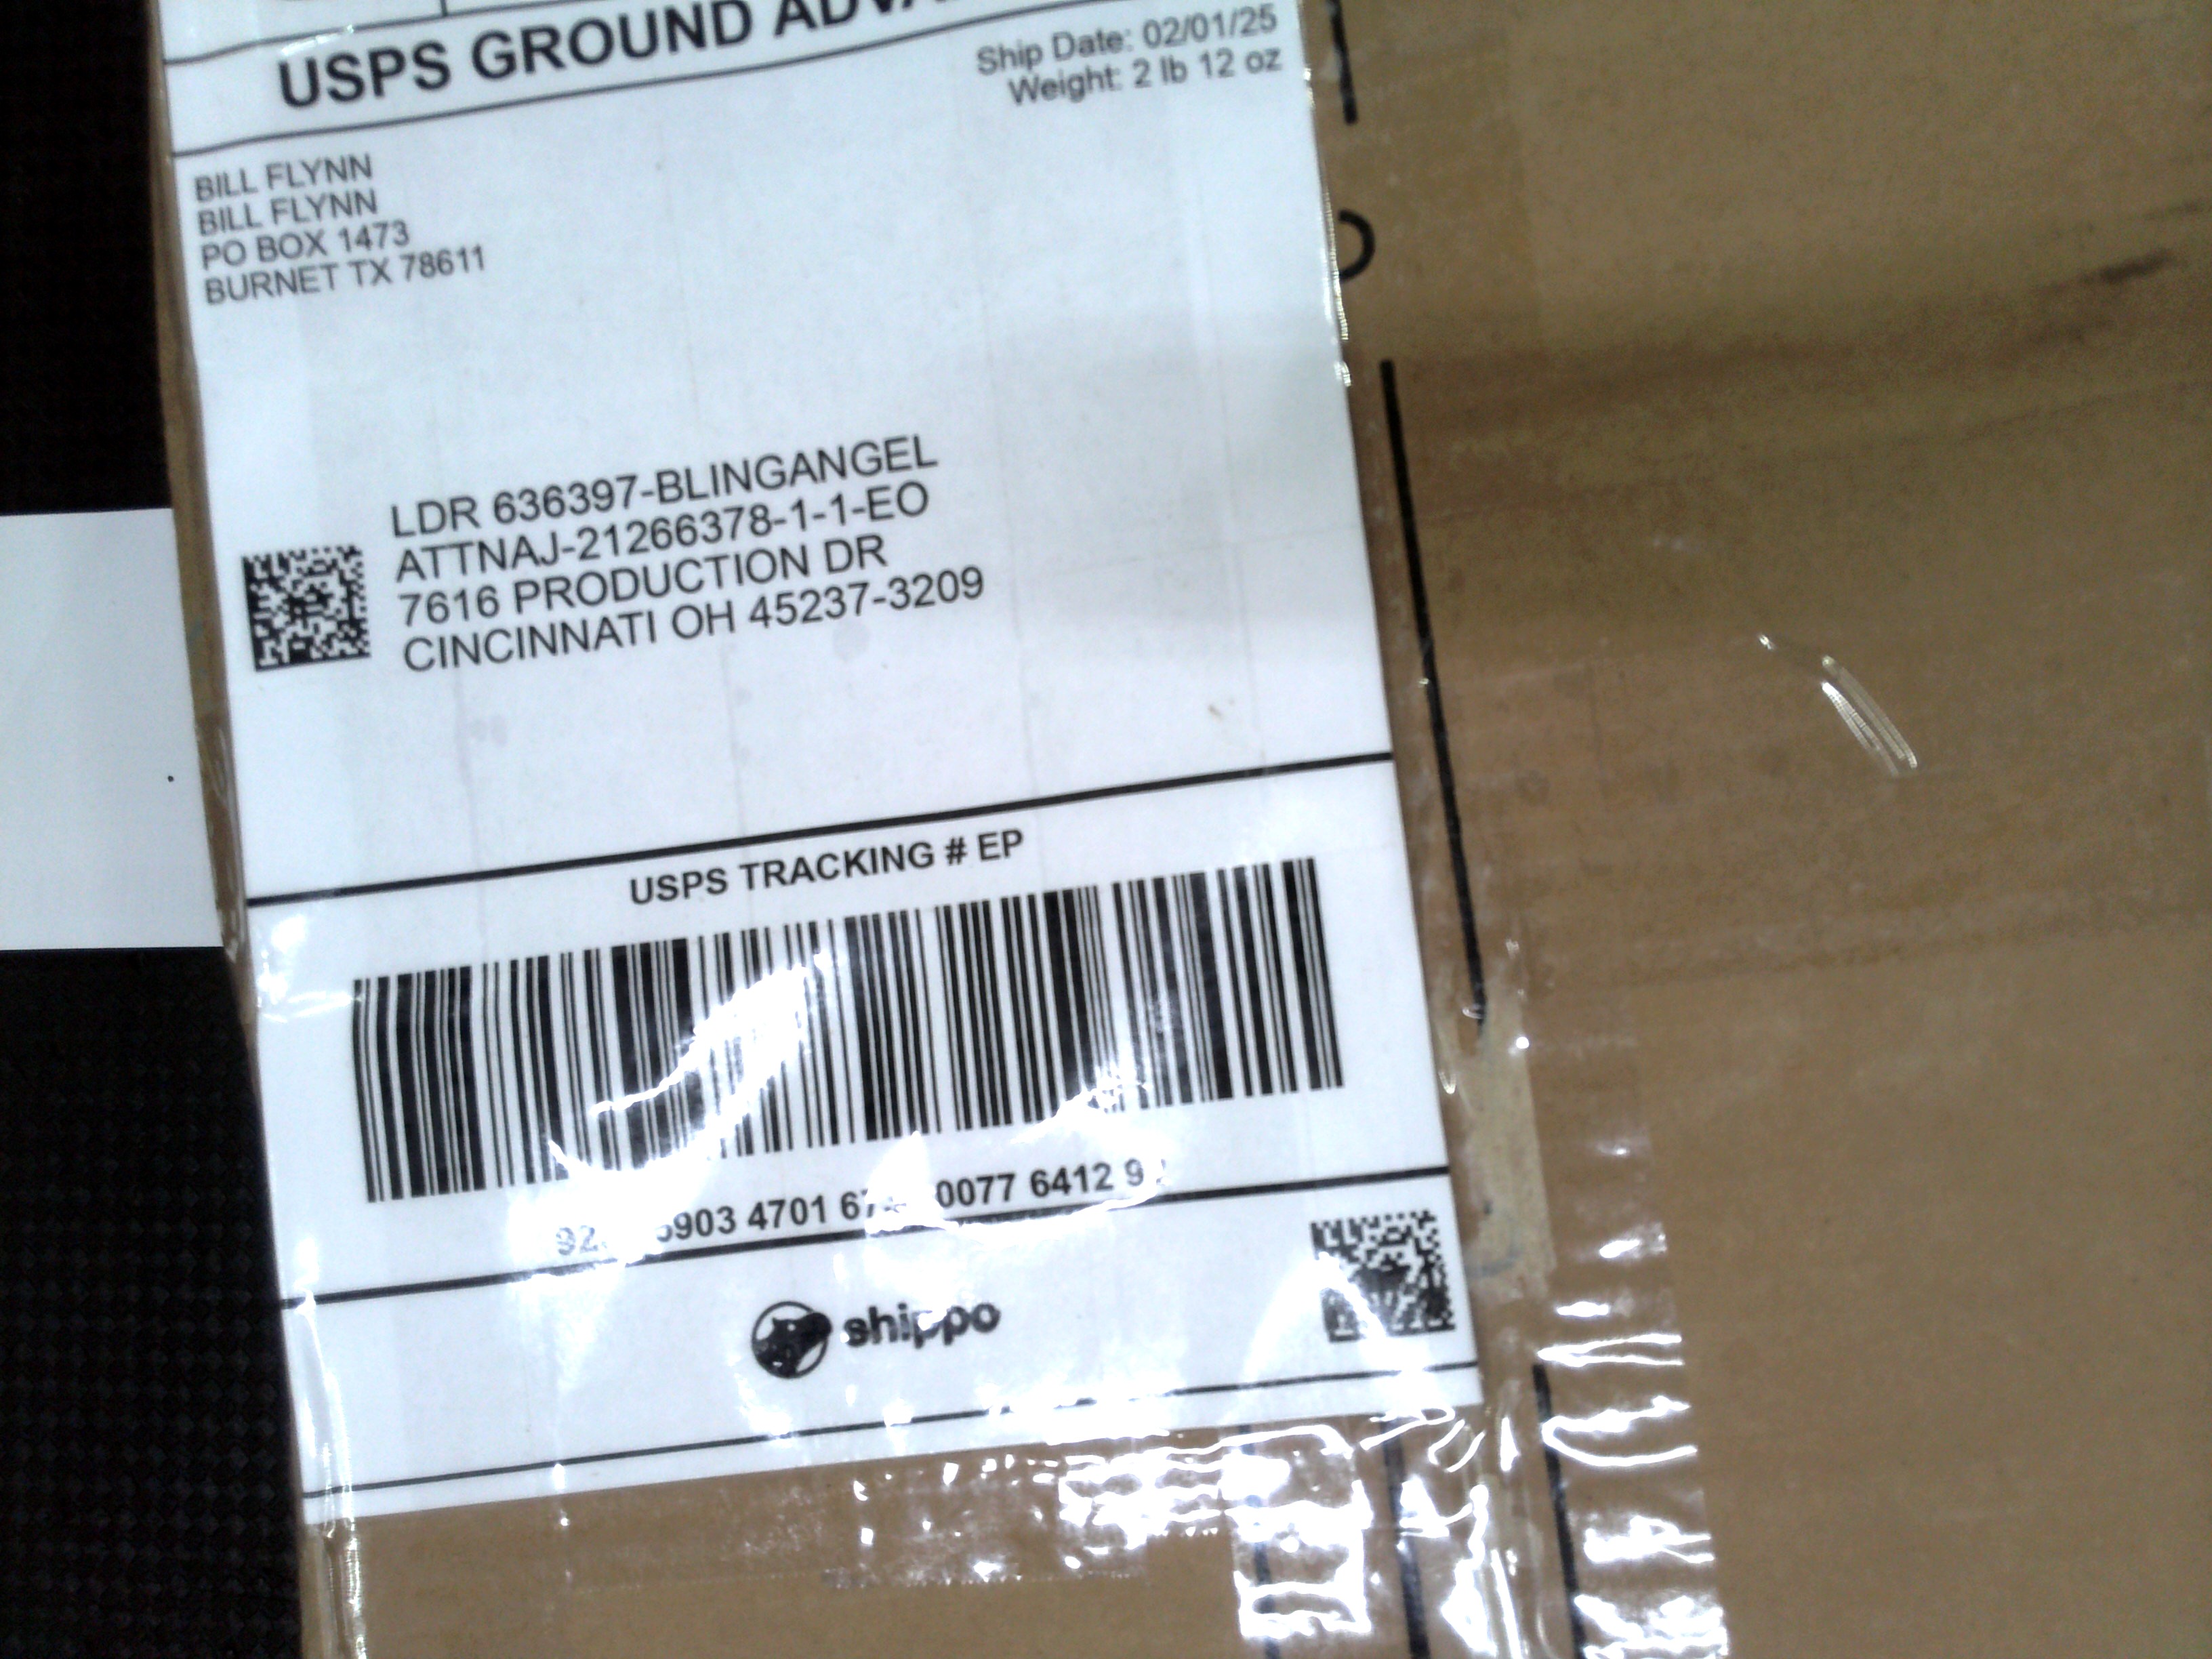 USPS GROUND
Ship Date: 02/01/25
Weight: 2 lb 12 oz
BILL FLYNN
BILL FLYNN
PO BOX 1473
BURNET TX 78611
LDR 636397-BLINGANGEL
ATTNAJ-21266378-1-1-EO
7616 PRODUCTION DR
CINCINNATI OH 45237-3209
USPS TRACKING # EP
4701 0077 6412
shippo